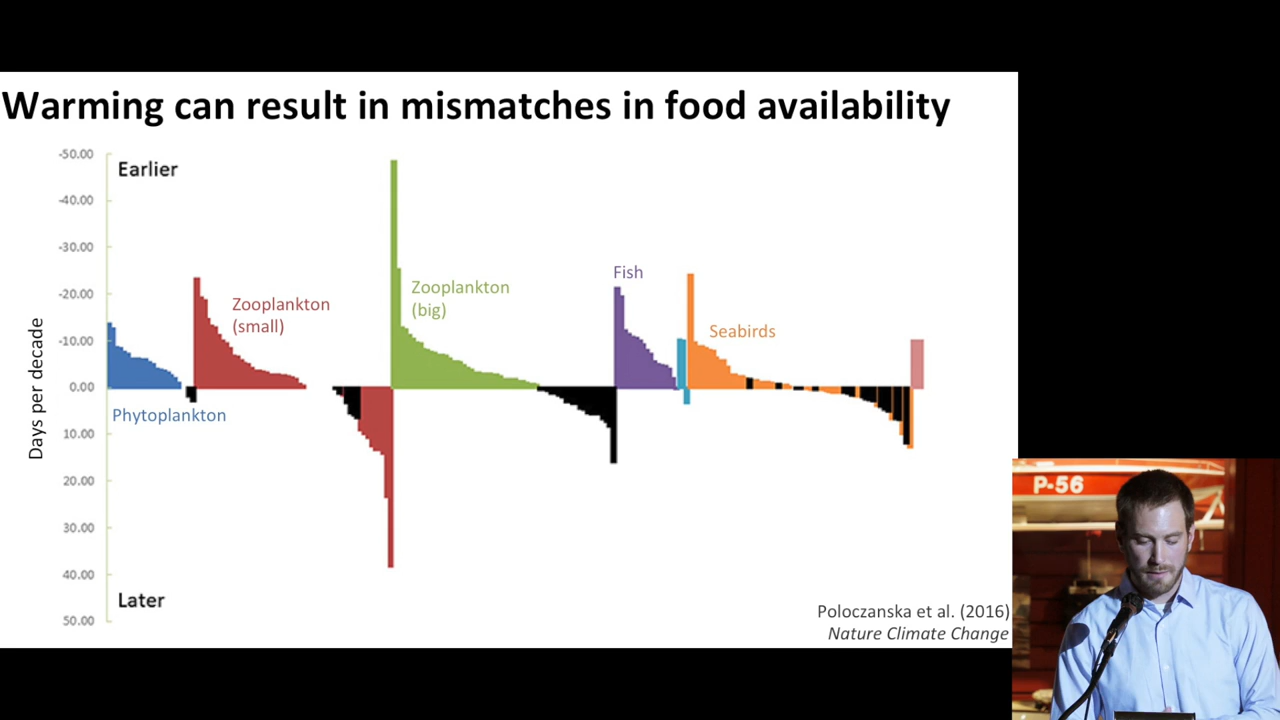 Warming can result in mismatches in food availability
-50.00
Earlier
-40.00
-30.00
Fish
Zooplankton
(big)
-20.00
Zooplankton
(small)
Seabirds
-10.00
Days per decade
0.00
Phytoplankton
10.00
20.00
30.00
40.00
Later
50.00
Poloczanska et al. (2016)
Nature Climate Change
P-56